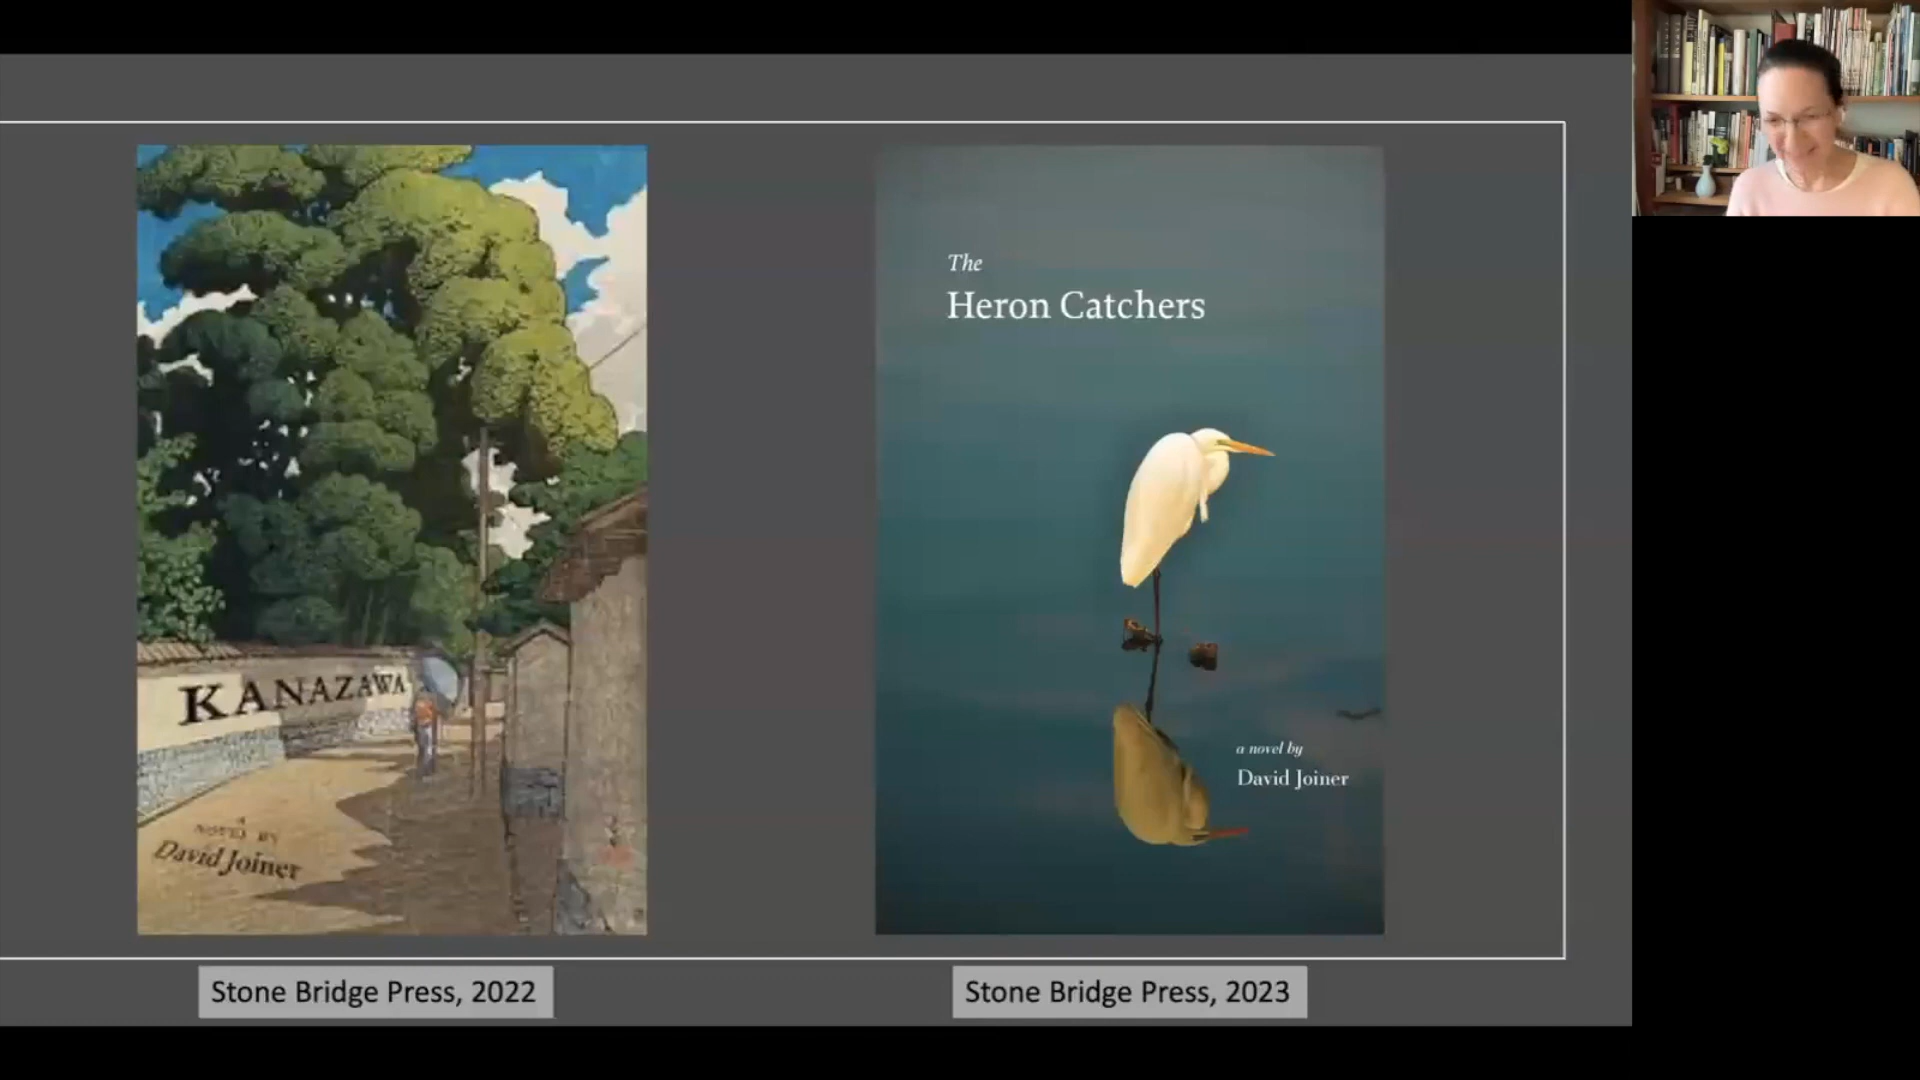 KANAZAWA
A
NOVEL BY
David Joiner
Stone Bridge Press, 2022
The
Heron Catchers
a novel by
David Joiner
Stone Bridge Press, 2023